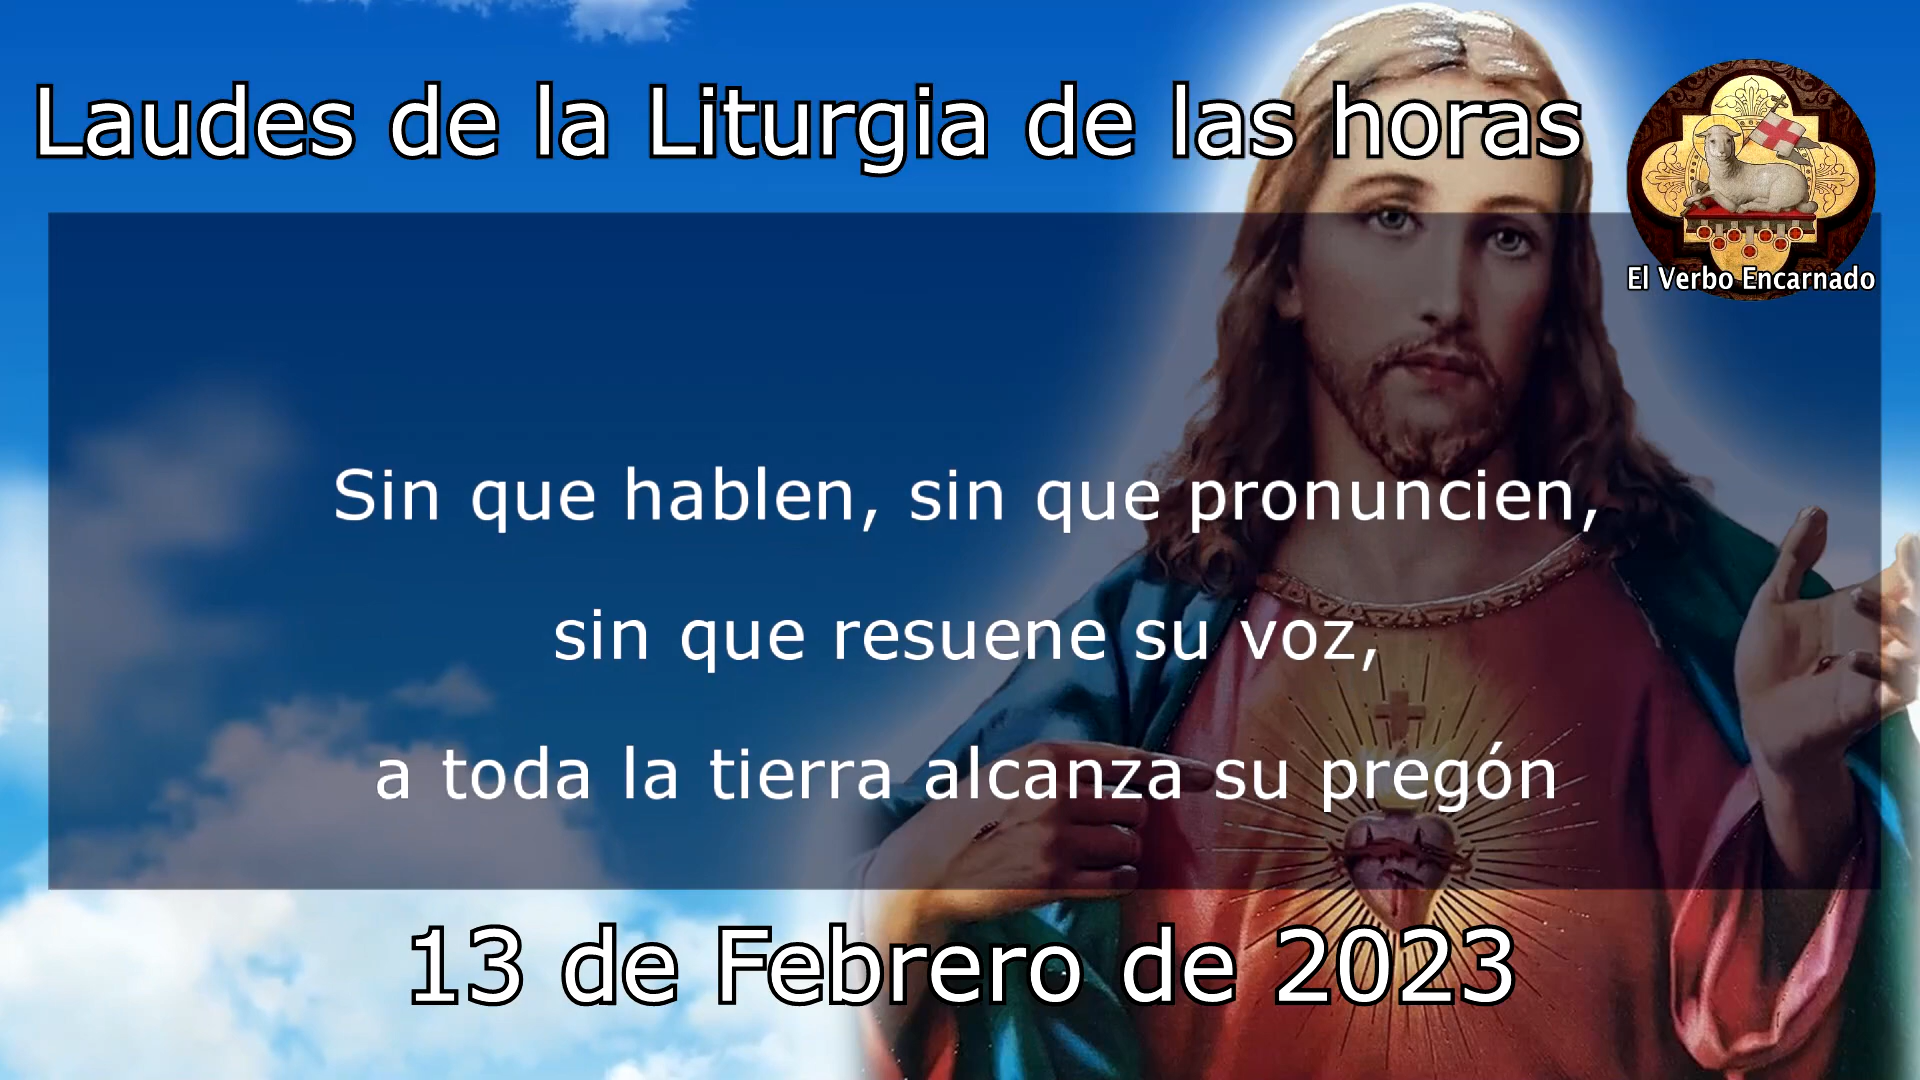 Laudes de la Liturgia de las horas
El Verbo Encarnado
Sin que hablen, sin que pronuncien,
sin que resuene su voz,
a toda la tierra alcanza su pregón
13 de Febrero de 2023